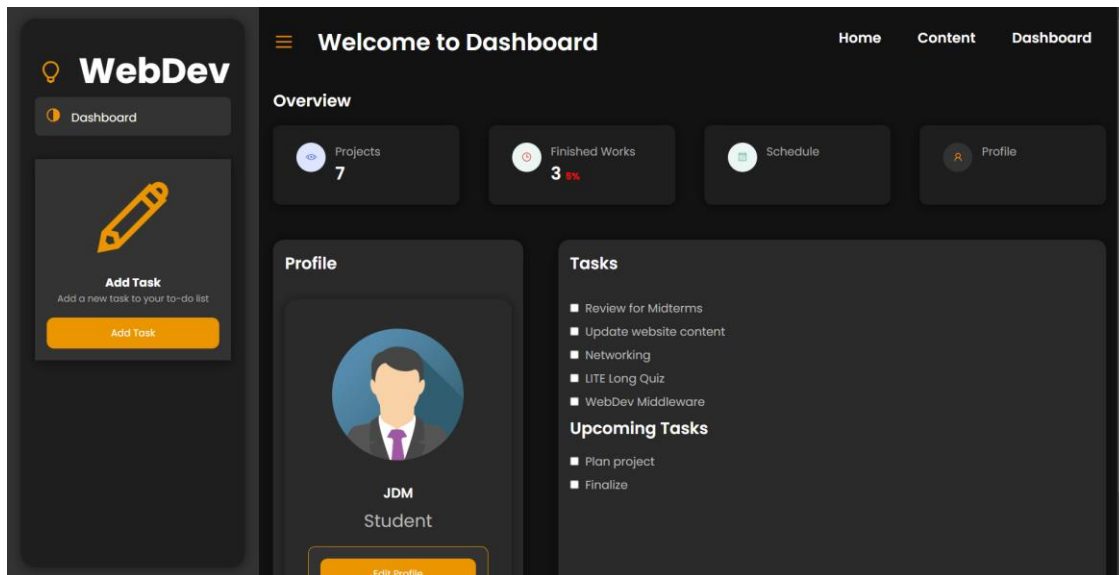 WebDev
Dashboard
Add Task
Add a new task to your to-do list
Add Task
Welcome to Dashboard
Home
Content
Dashboard
Overview
Projects
7
Finished Works
3 5%
Schedule
Profile
Profile
JDM
Student
Edit Profile
Tasks
Review for Midterms
Update website content
Networking
LITE Long Quiz
WebDev Middleware
Upcoming Tasks
Plan project
Finalize